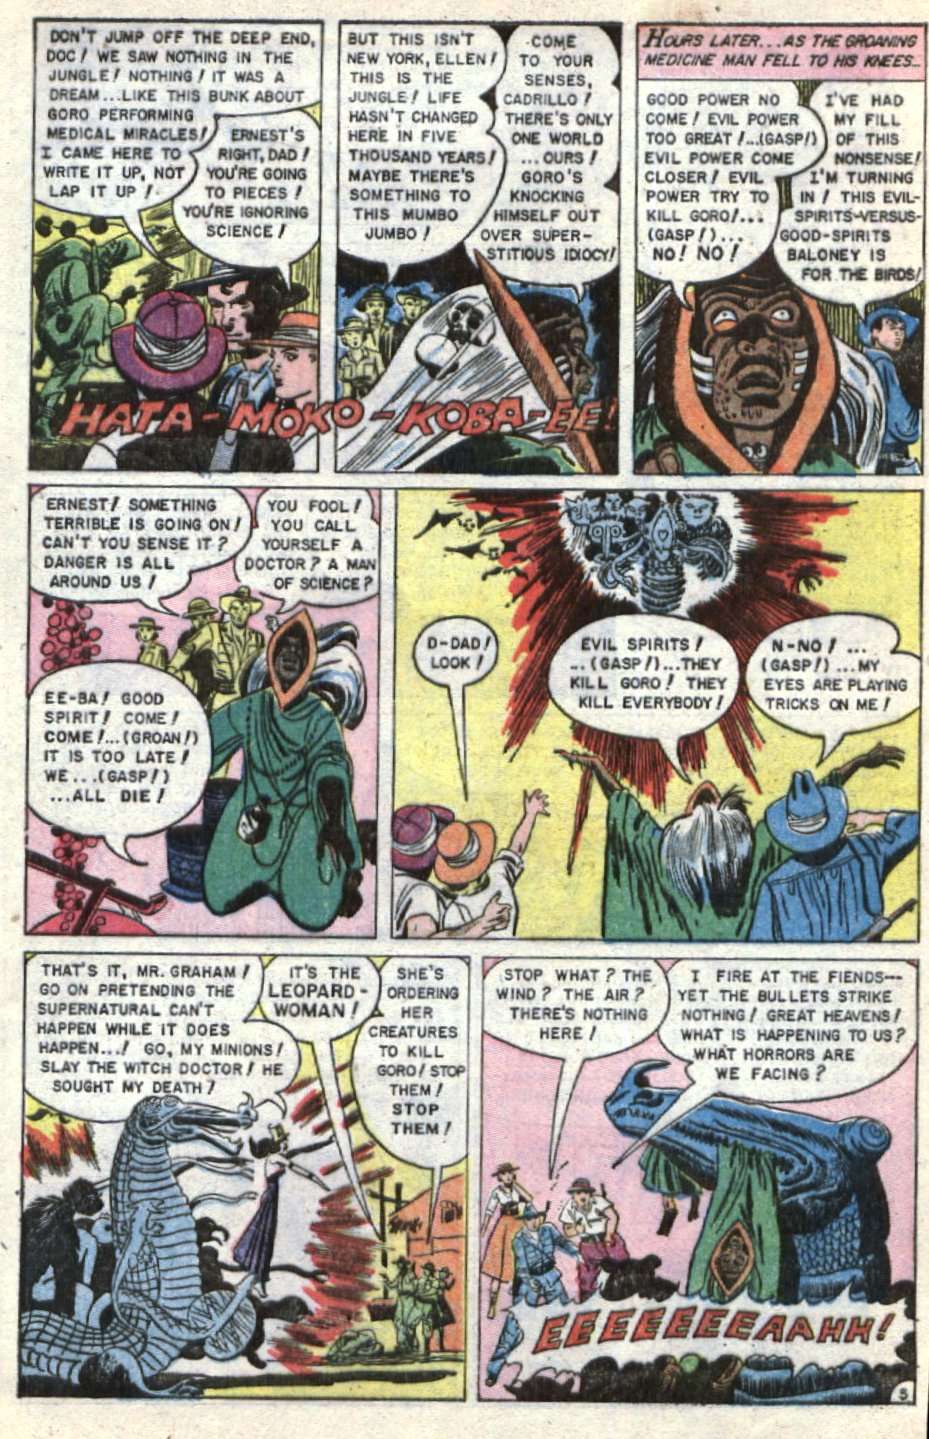 DON'T JUMP OFF THE DEEP END,
DOC! WE SAW NOTHING IN THE
JUNGLE! NOTHING! IT WAS A
DREAM...LIKE THIS BUNK ABOUT
GORO PERFORMING
MEDICAL MIRACLES!
I CAME HERE TO
WRITE IT UP, NOT
LAP IT UP!
ERNEST'S
RIGHT, DAD!
YOU'RE GOING
TO PIECES!
YOU'RE IGNORING
SCIENCE!
BUT THIS ISN'T
NEW YORK, ELLEN!
THIS IS THE
JUNGLE! LIFE
HASN'T CHANGED
HERE IN FIVE
THOUSAND YEARS!
MAYBE THERE'S
SOMETHING TO
THIS MUMBO
JUMBO!
COME
TO YOUR
SENSES,
CADRILLO!
THERE'S ONLY
ONE WORLD
...OURS!
GORO'S
KNOCKING
HIMSELF OUT
OVER SUPER-
STITIOUS IDIOCY!
HATA-MOKO-KOBA-EE!
HOURS LATER...AS THE GROANING
MEDICINE MAN FELL TO HIS KNEES...
GOOD POWER NO
COME! EVIL POWER
TOO GREAT!...(GASP!)
EVIL POWER COME
CLOSER! EVIL
POWER TRY TO
KILL GORO!...
(GASP!)...
NO! NO!
I'VE HAD
MY FILL
OF THIS
NONSENSE!
I'M TURNING
IN! THIS EVIL-
SPIRITS-VERSUS-
GOOD-SPIRITS
BALONEY IS
FOR THE BIRDS!
ERNEST! SOMETHING
TERRIBLE IS GOING ON!
CAN'T YOU SENSE IT?
DANGER IS ALL
AROUND US!
YOU FOOL!
YOU CALL
YOURSELF A
DOCTOR? A MAN
OF SCIENCE?
EE-BA! GOOD
SPIRIT! COME!
COME!...(GROAN!)
IT IS TOO LATE!
WE...(GASP!)
...ALL DIE!
D-DAD!
LOOK!
EVIL SPIRITS!
...(GASP!)...THEY
KILL GORO! THEY
KILL EVERYBODY!
N-NO! ...
(GASP!)...MY
EYES ARE PLAYING
TRICKS ON ME!
THAT'S IT, MR. GRAHAM!
GO ON PRETENDING THE
SUPERNATURAL CAN'T
HAPPEN WHILE IT DOES
HAPPEN...! GO, MY MINIONS!
SLAY THE WITCH DOCTOR! HE
SOUGHT MY DEATH!
IT'S THE
LEOPARD-
WOMAN!
SHE'S
ORDERING
HER
CREATURES
TO KILL
GORO! STOP
THEM!
STOP
THEM!
STOP WHAT? THE
WIND? THE AIR?
THERE'S NOTHING
HERE!
I FIRE AT THE FIENDS--
YET THE BULLETS STRIKE
NOTHING! GREAT HEAVENS!
WHAT IS HAPPENING TO US?
WHAT HORRORS ARE
WE FACING?
EEEEEEEEAAHH!
5